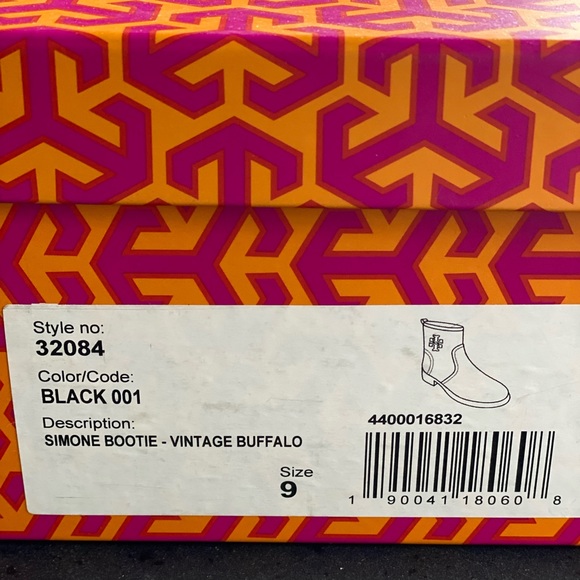 Style no:
32084
Color/Code:
BLACK 001
Description:
SIMONE BOOTIE - VINTAGE BUFFALO
Size
9
4400016832
1 90041 18060 8